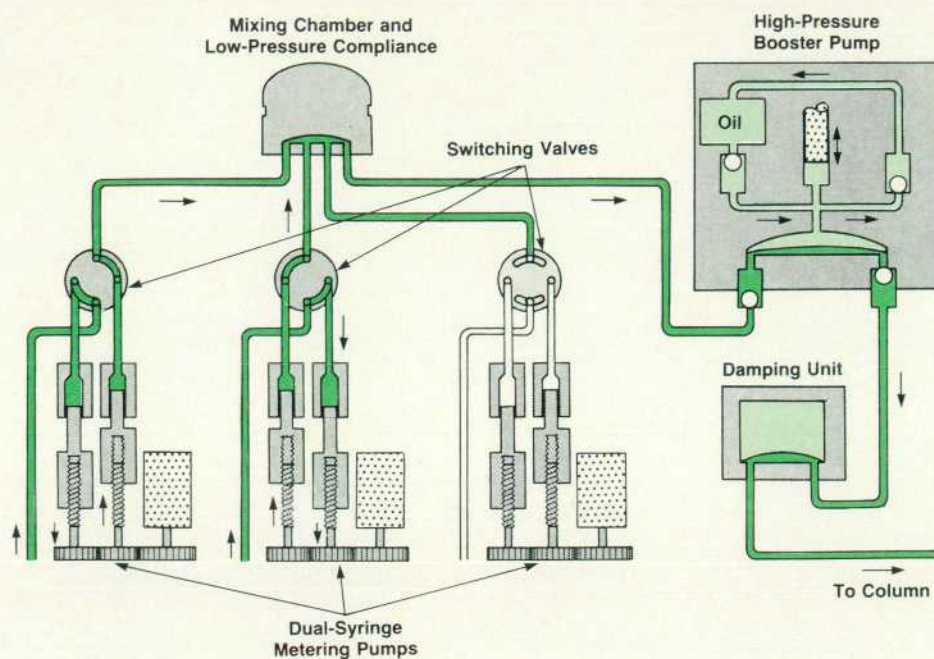 Mixing Chamber and
Low-Pressure Compliance
High-Pressure
Booster Pump
Oil
Switching Valves
Damping Unit
To Column
Dual-Syringe
Metering Pumps